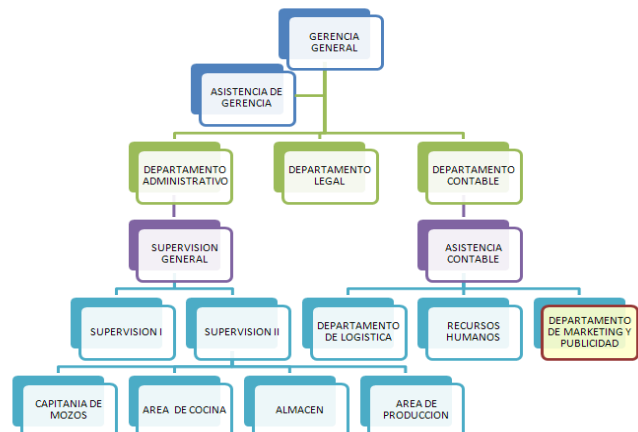 GERENCIA
GENERAL
ASISTENCIA DE
GERENCIA
DEPARTAMENTO
ADMINISTRATIVO
DEPARTAMENTO
LEGAL
DEPARTAMENTO
CONTABLE
SUPERVISION
GENERAL
ASISTENCIA
CONTABLE
SUPERVISION I
SUPERVISION II
DEPARTAMENTO
DE LOGISTICA
RECURSOS
HUMANOS
DEPARTAMENTO
DE MARKETING Y
PUBLICIDAD
CAPITANIA DE
MOZOS
AREA DE COCINA
ALMACEN
AREA DE
PRODUCCION